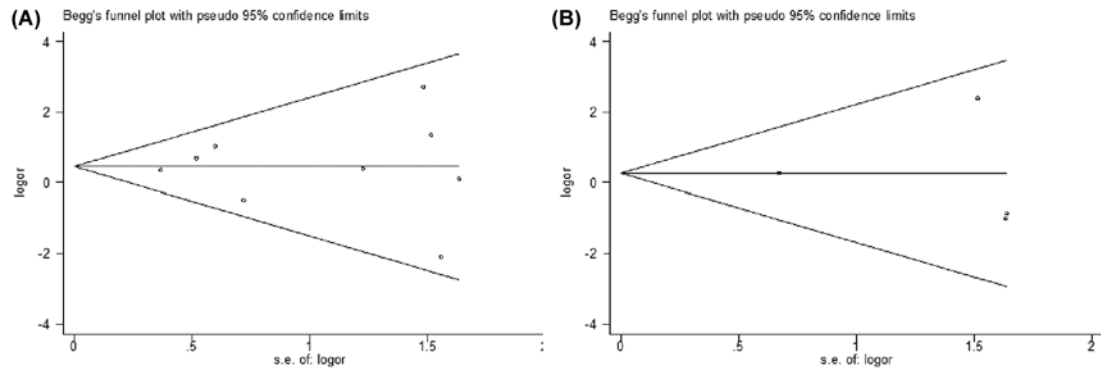 (A) Begg's funnel plot with pseudo 95% confidence limits
4
2
0
-2
-4
logor
0 .5 1 1.5 2
s.e. of: logor
(B) Begg's funnel plot with pseudo 95% confidence limits
4
2
0
-2
-4
logor
0 .5 1 1.5 2
s.e. of: logor